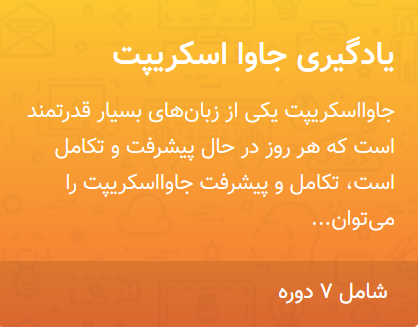 یادگیری جاوا اسکریپت
جاوااسکریپت یکی از زبان‌های بسیار قدرتمند
است که هر روز در حال پیشرفت و تکامل
است، تکامل و پیشرفت جاوااسکریپت را
می‌توان...
شامل ۷ دوره